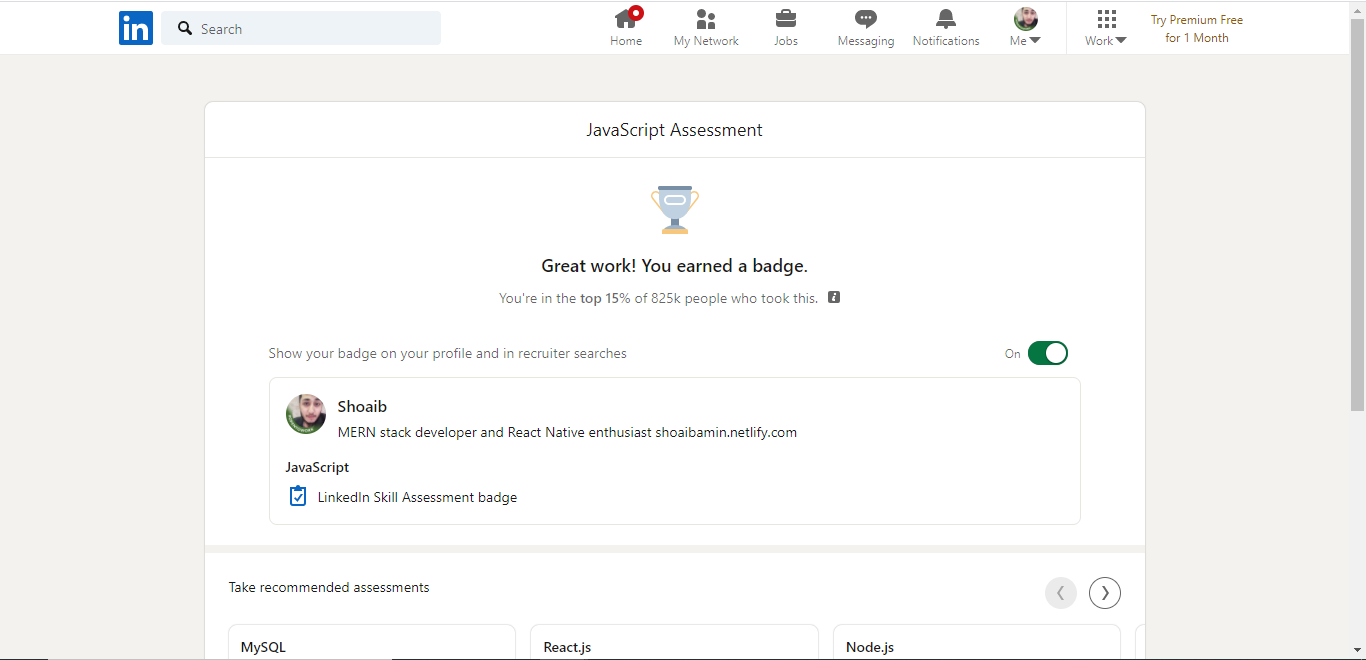 in
Search
Home
My Network
Jobs
Messaging
Notifications
Me
Work
Try Premium Free
for 1 Month
JavaScript Assessment
Great work! You earned a badge.
You're in the top 15% of 825k people who took this.
Show your badge on your profile and in recruiter searches
On
Shoaib
MERN stack developer and React Native enthusiast shoaibamin.netlify.com
JavaScript
LinkedIn Skill Assessment badge
Take recommended assessments
MySQL
React.js
Node.js